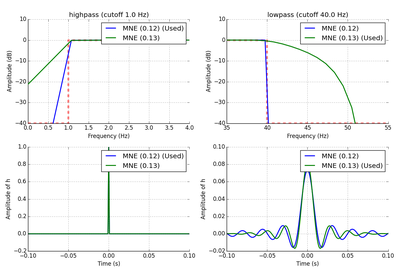 highpass (cutoff 1.0 Hz)
10
0
−10
−20
−30
−40
Amplitude (dB)
MNE (0.12) (Used)
MNE (0.13)
0.0 0.5 1.0 1.5 2.0 2.5 3.0 3.5 4.0
Frequency (Hz)
lowpass (cutoff 40.0 Hz)
10
0
−10
−20
−30
−40
Amplitude (dB)
MNE (0.12)
MNE (0.13) (Used)
35 40 45 50 55
Frequency (Hz)
1.0
0.8
0.6
0.4
0.2
0.0
−0.2
Amplitude of h
MNE (0.12) (Used)
MNE (0.13)
−0.10 −0.05 0.00 0.05 0.10
Time (s)
0.10
0.08
0.06
0.04
0.02
0.00
−0.02
Amplitude of h
MNE (0.12)
MNE (0.13) (Used)
−0.10 −0.05 0.00 0.05 0.10
Time (s)